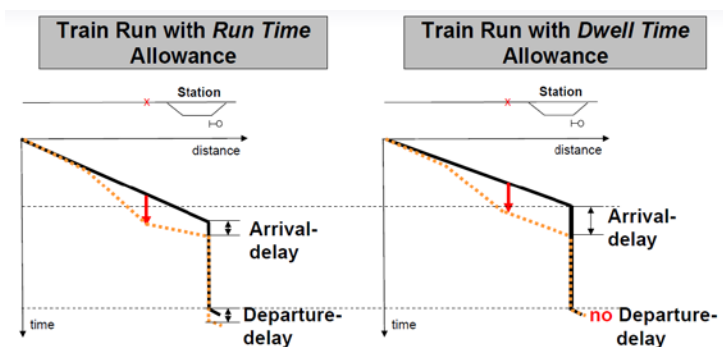 Train Run with Run Time
Allowance
Station
distance
Arrival-
delay
Departure-
delay
time
Train Run with Dwell Time
Allowance
Station
distance
Arrival-
delay
no Departure-
delay
time